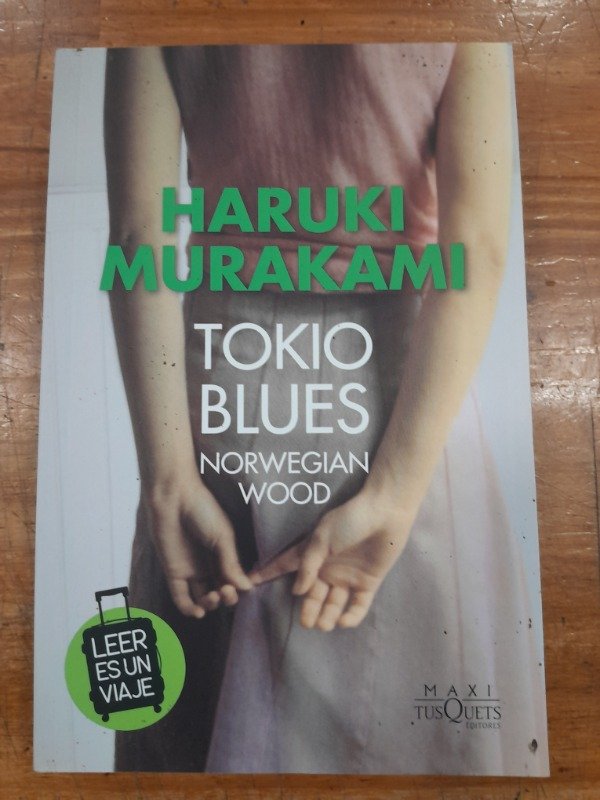 HARUKI
MURAKAMI
TOKIO
BLUES
NORWEGIAN
WOOD
LEER
ES UN
VIAJE
MAXI
TUSQUETS
EDITORES